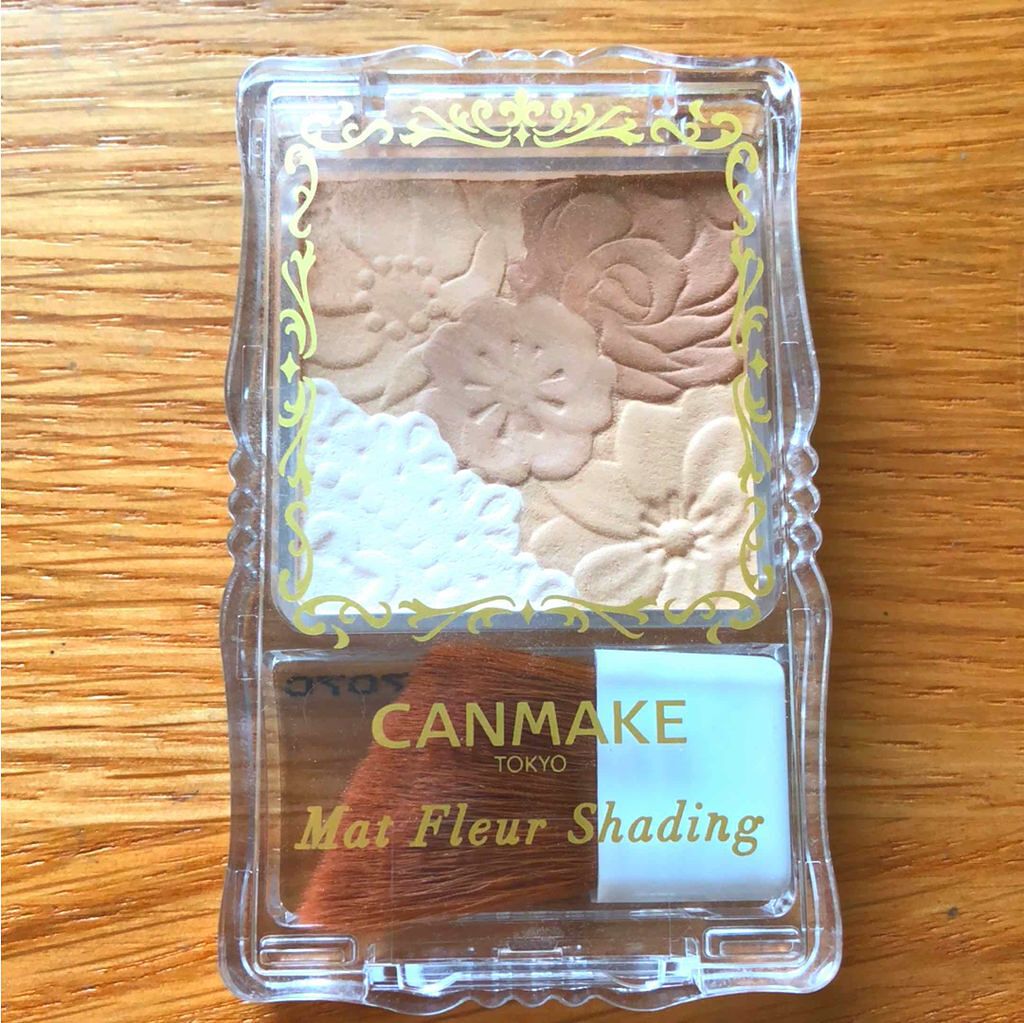 CANMAKE
TOKYO
Mat Fleur Shading